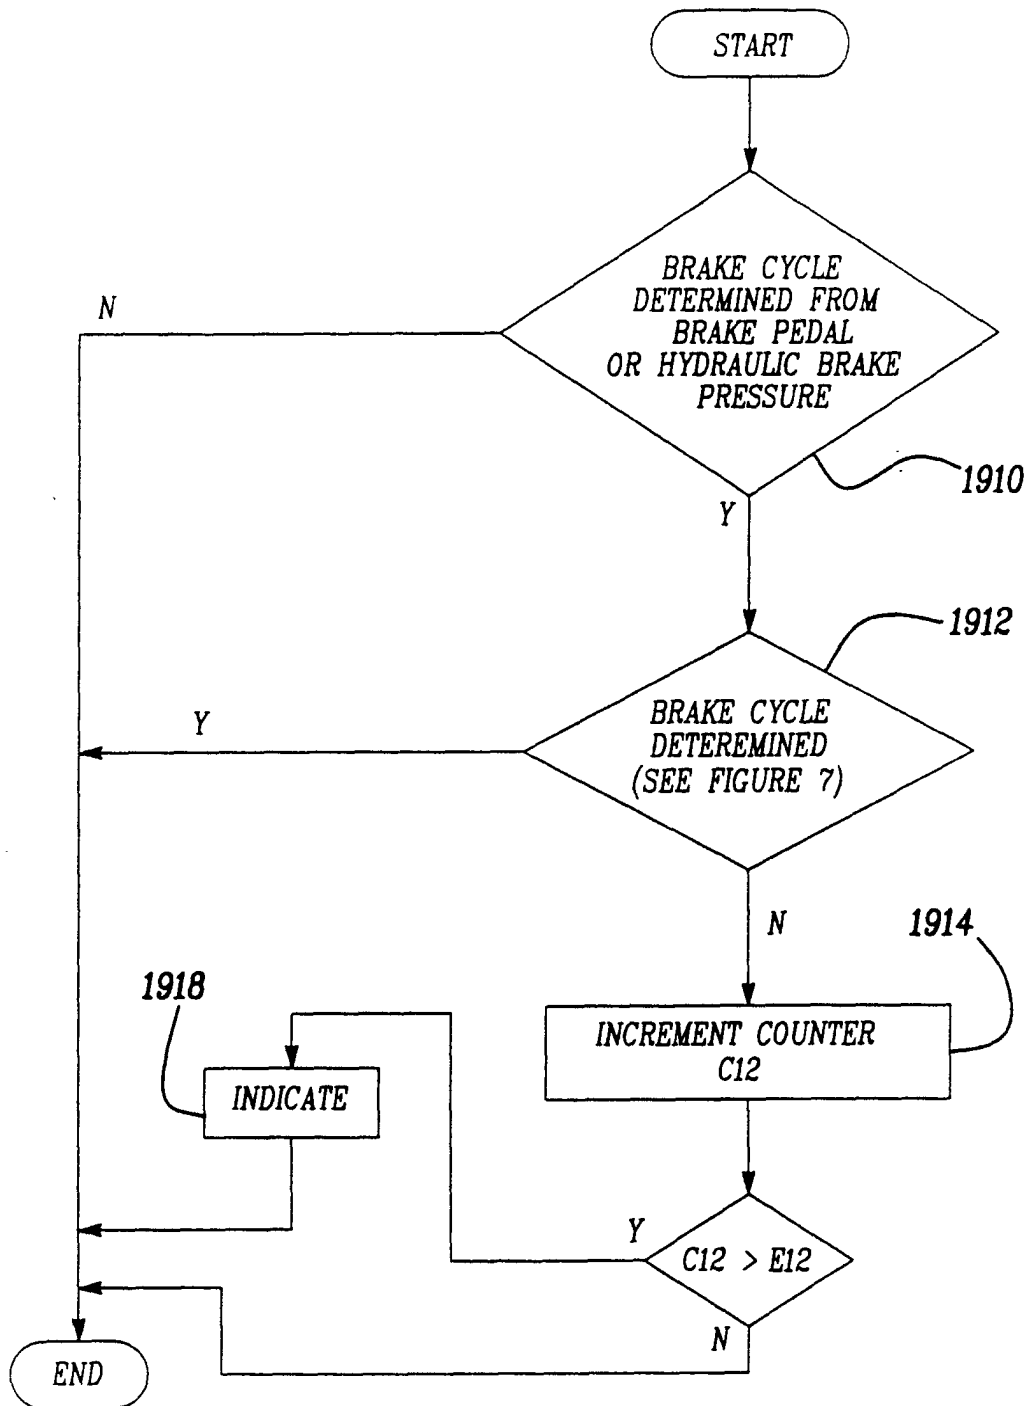 START
BRAKE CYCLE
DETERMINED FROM
BRAKE PEDAL
OR HYDRAULIC BRAKE
PRESSURE
N
1910
Y
1912
BRAKE CYCLE
DETEREMINED
(SEE FIGURE 7)
Y
N
1914
INCREMENT COUNTER
C12
1918
INDICATE
Y
C12 > E12
N
END